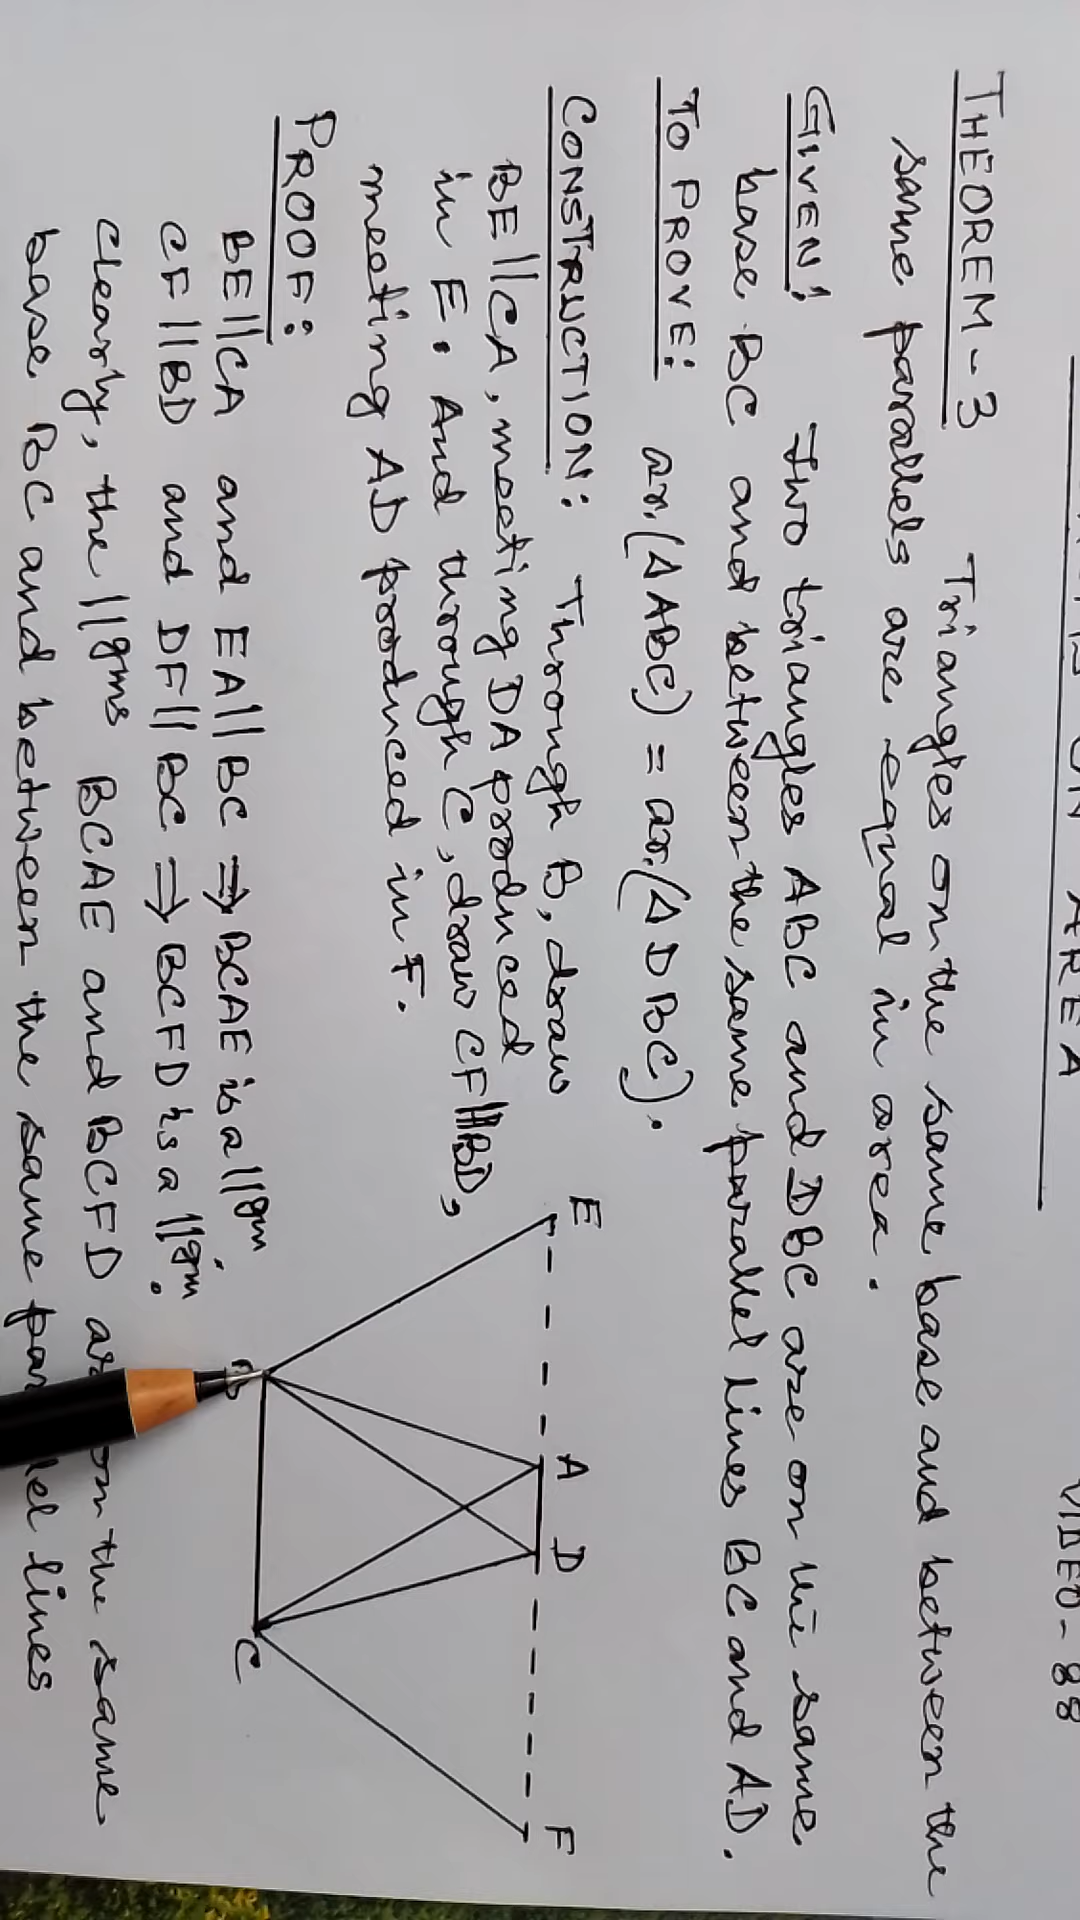 ON AREA
VIDEO-88
THEOREM-3 Triangles on the same base and between the
same parallels are equal in area.
GIVEN: Two triangles ABC and DBC are on the same
base BC and between the same parallel lines BC and AD.
TO PROVE: ar.(ΔABC) = ar.(ΔDBC).
CONSTRUCTION: Through B, draw
BE||CA, meeting DA produced
in E. And through C, draw CF||BD,
meeting AD produced in F.
E A D F
B C
PROOF:
BE||CA and EA||BC ⇒ BCAE is a ||gm
CF||BD and DF||BC ⇒ BCFD is a ||gm.
Clearly, the ||gms BCAE and BCFD are on the same
base BC and between the same parallel lines